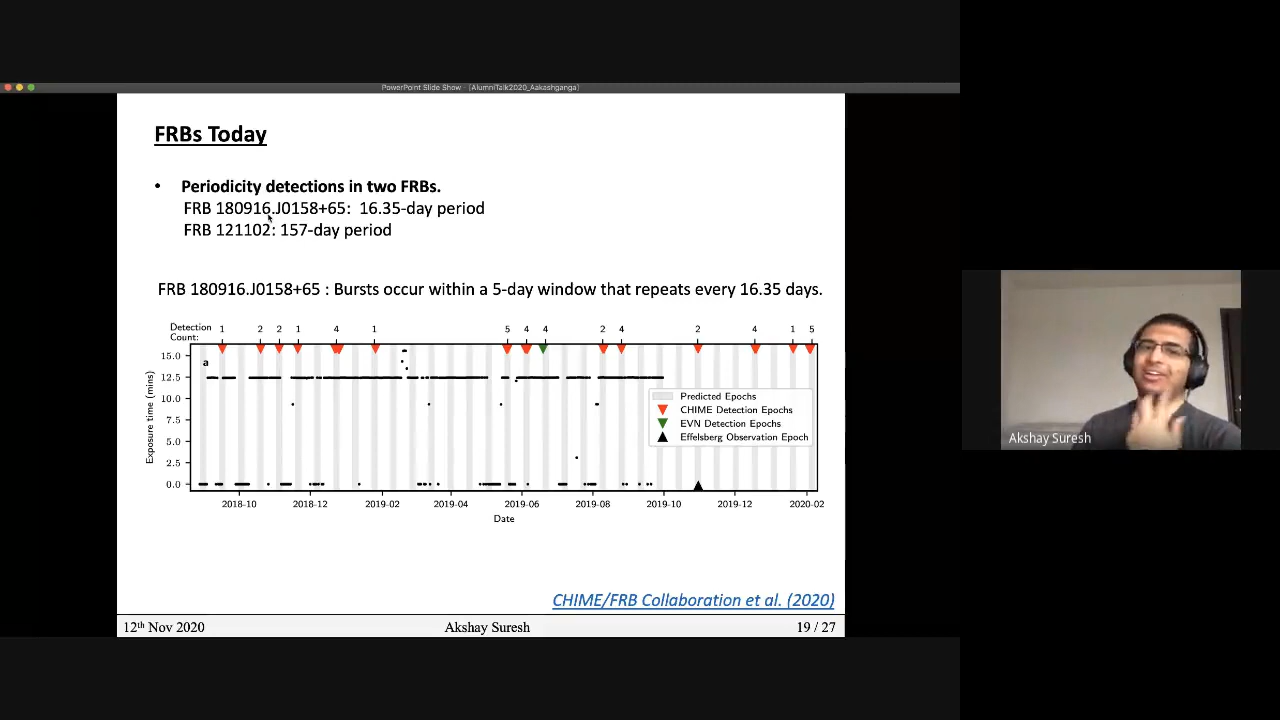 PowerPoint Slide Show - [AlumniTalk2020_Aakashganga]
FRBs Today
• Periodicity detections in two FRBs.
FRB 180916.J0158+65: 16.35-day period
FRB 121102: 157-day period
FRB 180916.J0158+65 : Bursts occur within a 5-day window that repeats every 16.35 days.
Detection Count: 1 2 2 1 4 1 5 4 4 2 4 2 4 1 5
a
15.0
12.5
10.0
7.5
5.0
2.5
0.0
Exposure time (mins)
Predicted Epochs
CHIME Detection Epochs
EVN Detection Epochs
Effelsberg Observation Epoch
2018-10 2018-12 2019-02 2019-04 2019-06 2019-08 2019-10 2019-12 2020-02
Date
CHIME/FRB Collaboration et al. (2020)
12th Nov 2020 Akshay Suresh 19 / 27
Akshay Suresh